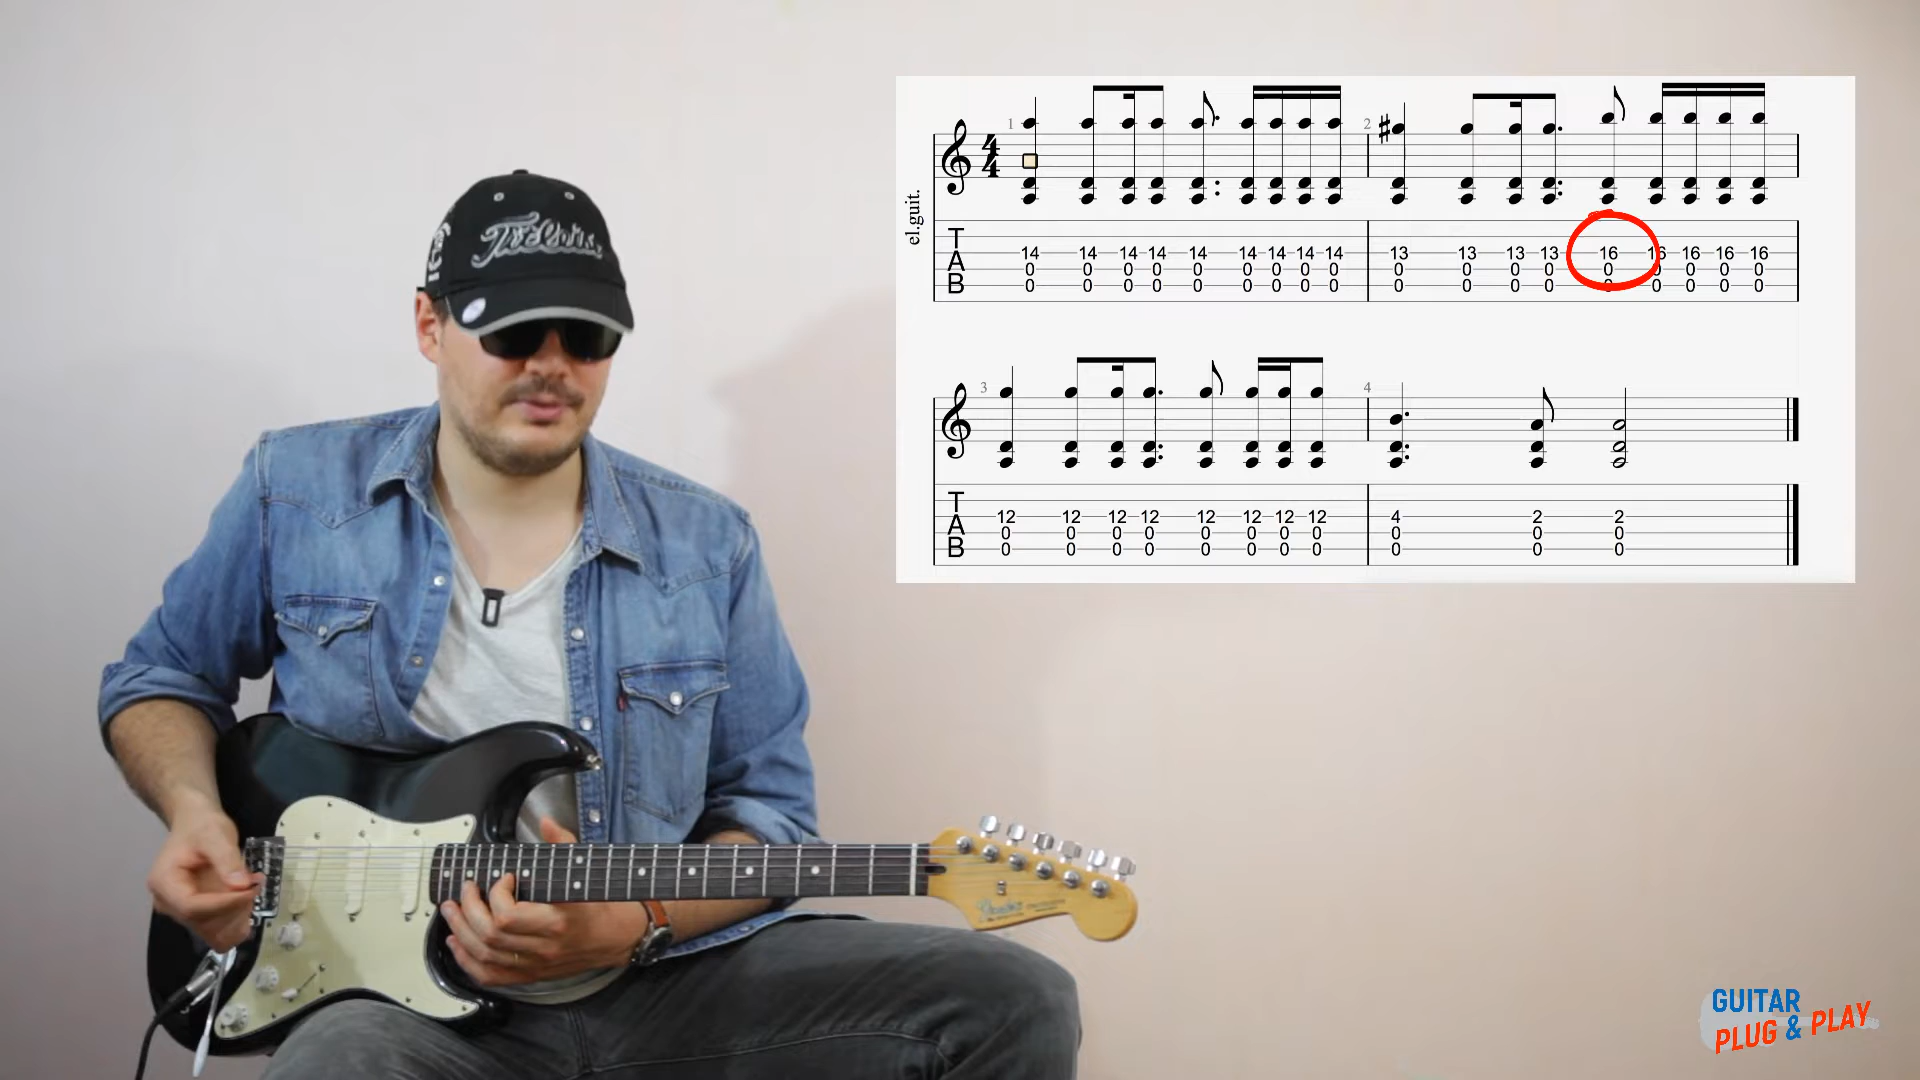 Titleist
el.guit.
1
2
4
4
T
A
B
14 14 14 14 14 14 14 14 14 13 13 13 13 16 16 16 16 16
0 0 0 0 0 0 0 0 0 0 0 0 0 0 0 0 0 0
0 0 0 0 0 0 0 0 0 0 0 0 0 0 0 0 0 0
3
4
T
A
B
12 12 12 12 12 12 12 12 4 2 2
0 0 0 0 0 0 0 0 0 0 0
0 0 0 0 0 0 0 0 0 0 0
Fender
GUITAR
PLUG & PLAY